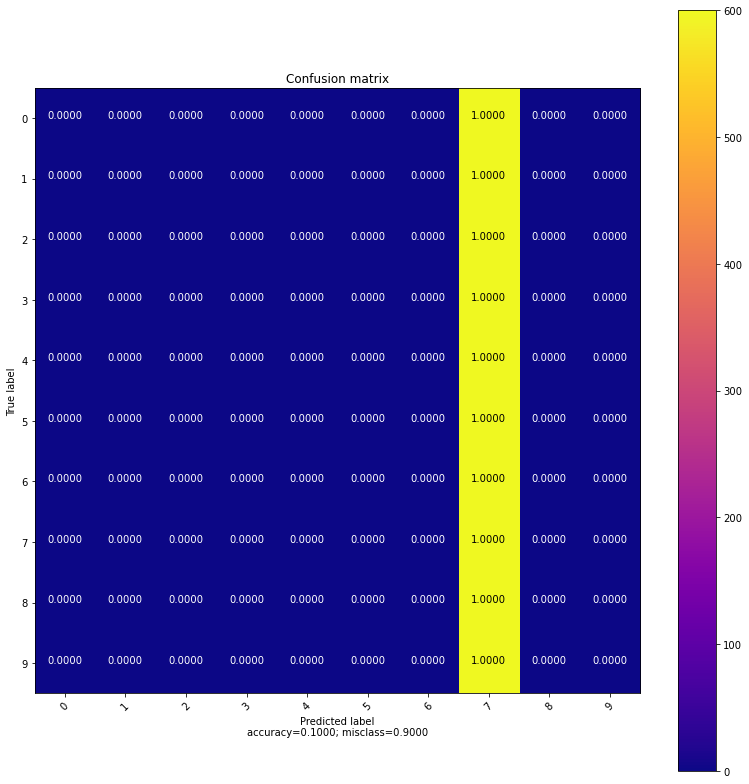 Confusion matrix
0 0.0000 0.0000 0.0000 0.0000 0.0000 0.0000 0.0000 1.0000 0.0000 0.0000
1 0.0000 0.0000 0.0000 0.0000 0.0000 0.0000 0.0000 1.0000 0.0000 0.0000
2 0.0000 0.0000 0.0000 0.0000 0.0000 0.0000 0.0000 1.0000 0.0000 0.0000
3 0.0000 0.0000 0.0000 0.0000 0.0000 0.0000 0.0000 1.0000 0.0000 0.0000
4 0.0000 0.0000 0.0000 0.0000 0.0000 0.0000 0.0000 1.0000 0.0000 0.0000
5 0.0000 0.0000 0.0000 0.0000 0.0000 0.0000 0.0000 1.0000 0.0000 0.0000
6 0.0000 0.0000 0.0000 0.0000 0.0000 0.0000 0.0000 1.0000 0.0000 0.0000
7 0.0000 0.0000 0.0000 0.0000 0.0000 0.0000 0.0000 1.0000 0.0000 0.0000
8 0.0000 0.0000 0.0000 0.0000 0.0000 0.0000 0.0000 1.0000 0.0000 0.0000
9 0.0000 0.0000 0.0000 0.0000 0.0000 0.0000 0.0000 1.0000 0.0000 0.0000
0 1 2 3 4 5 6 7 8 9
True label
Predicted label
accuracy=0.1000; misclass=0.9000
600
500
400
300
200
100
0